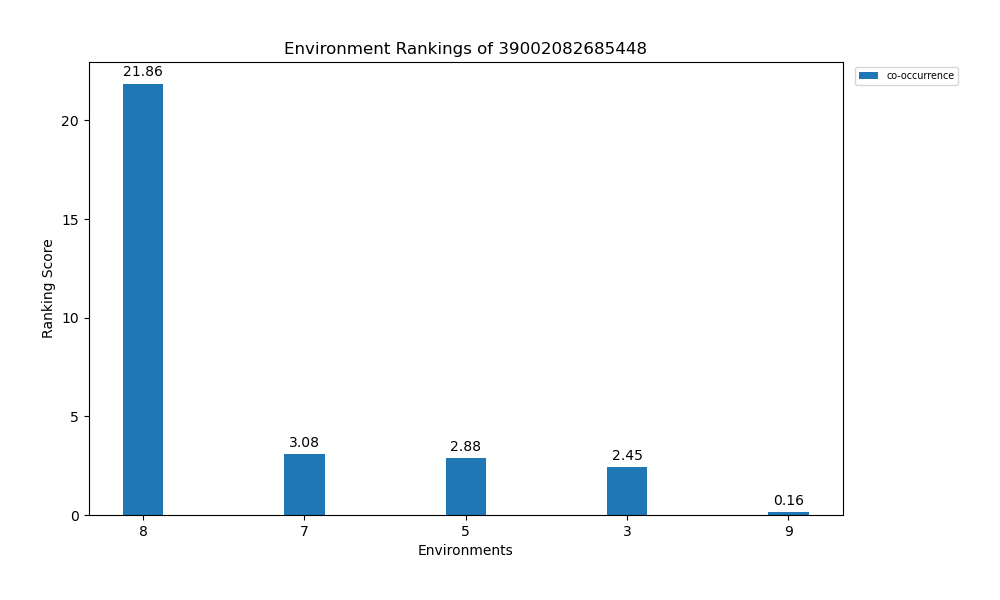 Environment Rankings of 39002082685448
co-occurrence
Ranking Score
20
15
10
5
0
21.86
3.08
2.88
2.45
0.16
8 7 5 3 9
Environments